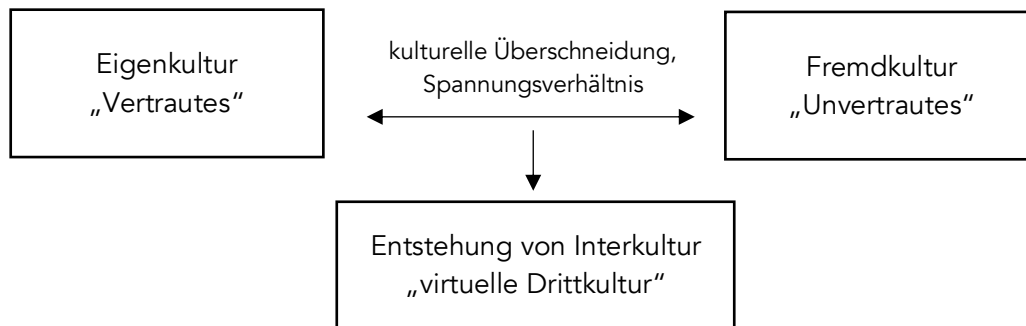 Eigenkultur
„Vertrautes“
kulturelle Überschneidung,
Spannungsverhältnis
Fremdkultur
„Unvertrautes“
Entstehung von Interkultur
„virtuelle Drittkultur“